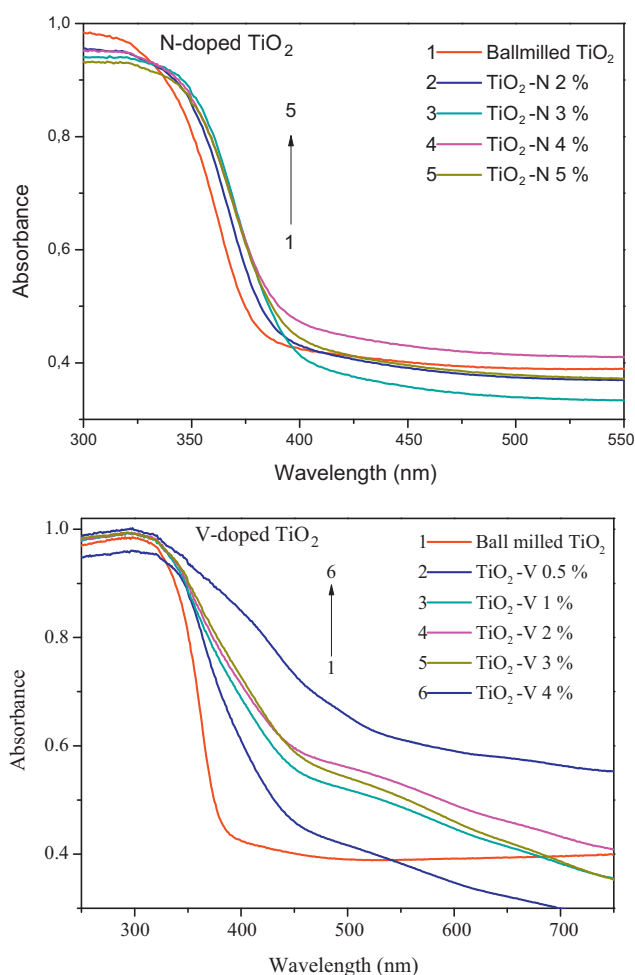 N-doped TiO2
1 Ballmilled TiO2
2 TiO2-N 2 %
3 TiO2-N 3 %
4 TiO2-N 4 %
5 TiO2-N 5 %
5
1
1,0
0,8
0,6
0,4
Absorbance
300 350 400 450 500 550
Wavelength (nm)
V-doped TiO2
1 Ball milled TiO2
2 TiO2-V 0.5 %
3 TiO2-V 1 %
4 TiO2-V 2 %
5 TiO2-V 3 %
6 TiO2-V 4 %
6
1
1.0
0.8
0.6
0.4
Absorbance
300 400 500 600 700
Wavelength (nm)